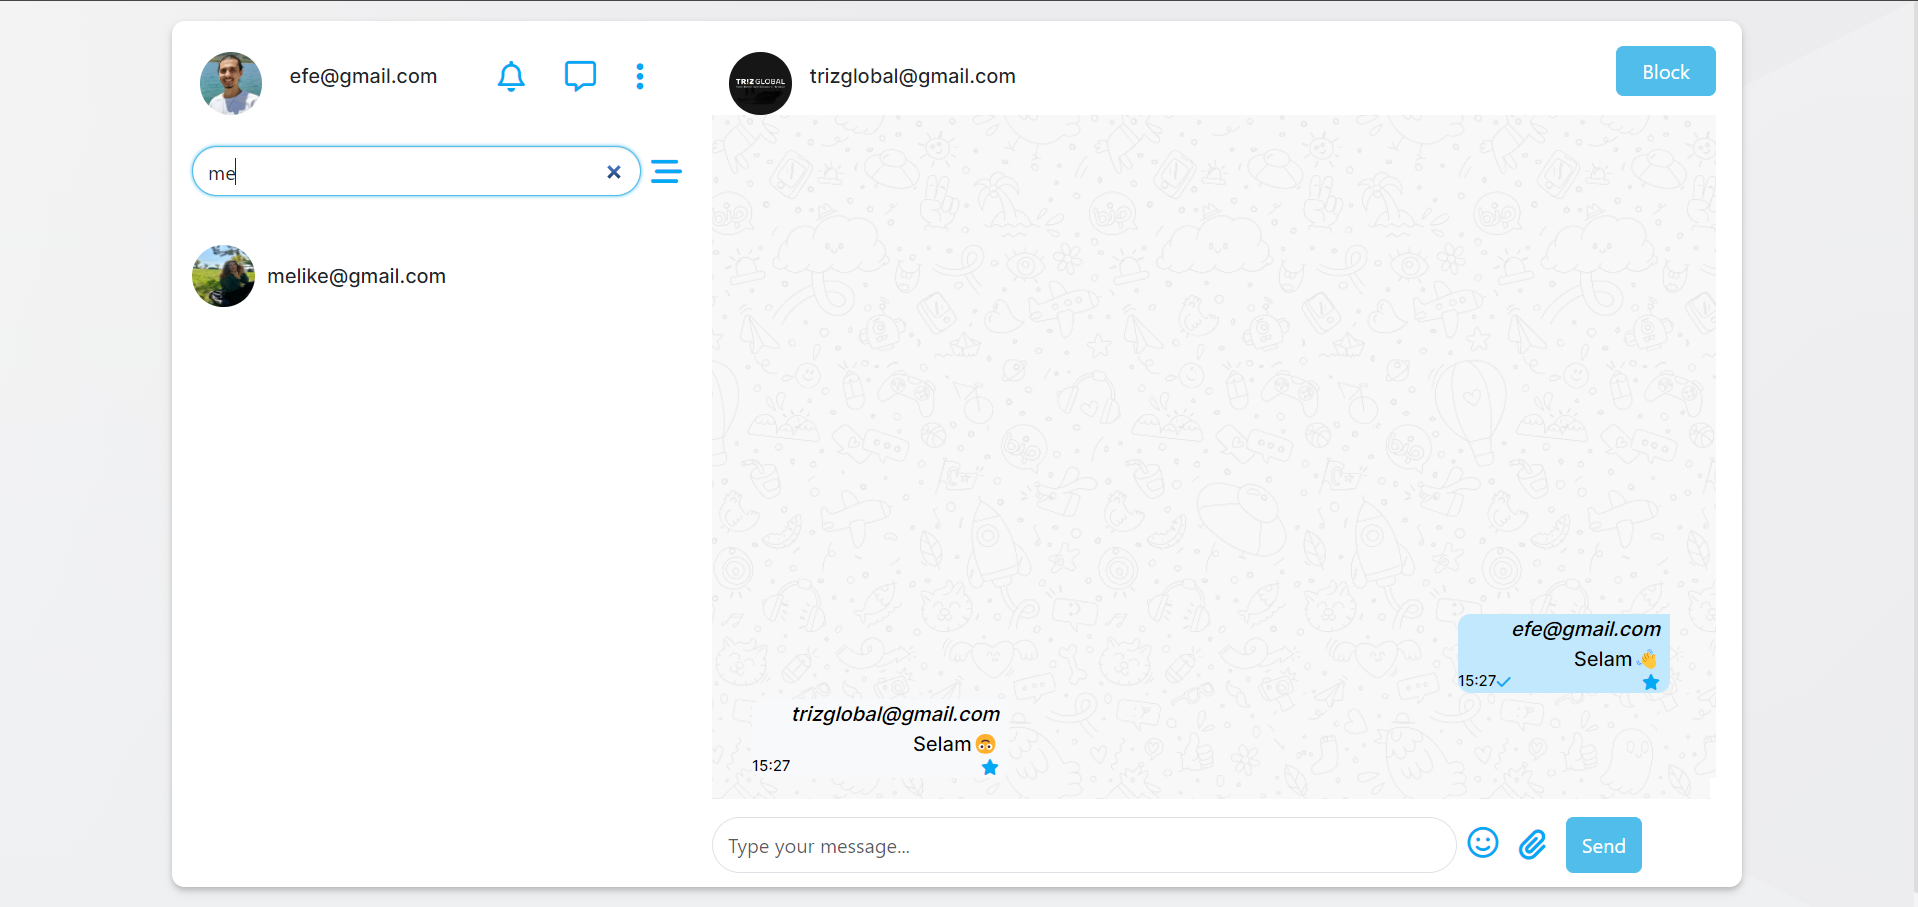 efe@gmail.com
me
melike@gmail.com
TRIZ GLOBAL
trizglobal@gmail.com
Block
efe@gmail.com
Selam 👋
15:27
trizglobal@gmail.com
Selam 🙃
15:27
Type your message...
Send